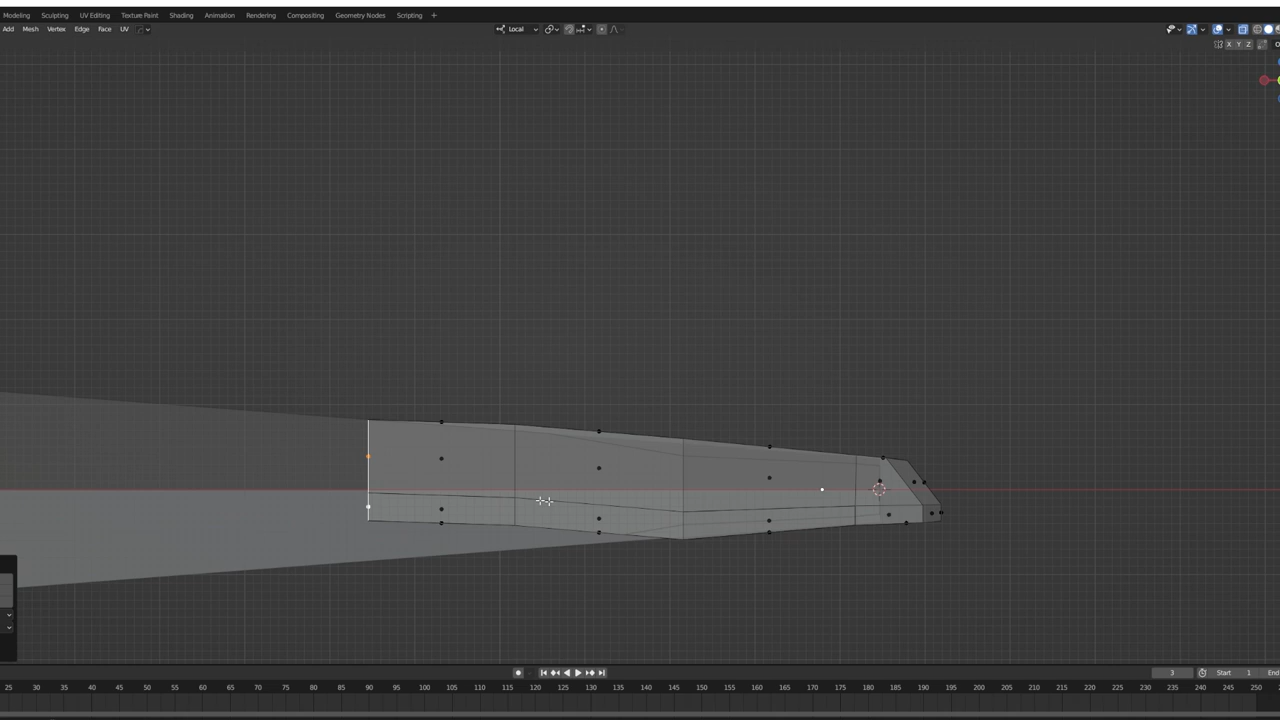 Modeling Sculpting UV Editing Texture Paint Shading Animation Rendering Compositing Geometry Nodes Scripting +
Add Mesh Vertex Edge Face UV Local
X Y Z
3 Start 1 End
25 30 35 40 45 50 55 60 65 70 75 80 85 90 95 100 105 110 115 120 125 130 135 140 145 150 155 160 165 170 175 180 185 190 195 200 205 210 215 220 225 230 235 240 245 250